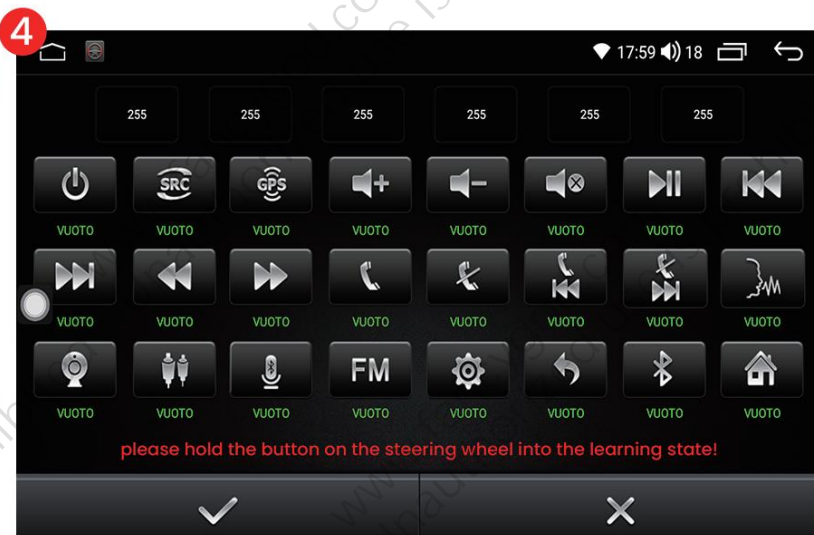 4
17:59 18
255 255 255 255 255 255
SRC GPS
VUOTO VUOTO VUOTO VUOTO VUOTO VUOTO VUOTO VUOTO
VUOTO VUOTO VUOTO VUOTO VUOTO VUOTO VUOTO VUOTO
FM
VUOTO VUOTO VUOTO VUOTO VUOTO VUOTO VUOTO VUOTO
please hold the button on the steering wheel into the learning state!